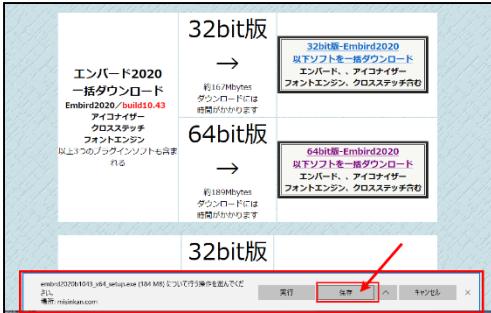 エンバード2020
一括ダウンロード
Embird2020／build10.43
アイコナイザー
クロスステッチ
フォントエンジン
以上3つのプラグインソフトも含ま
れる
32bit版
→
約167Mbytes
ダウンロードには
時間がかかります
32bit版-Embird2020
以下ソフトを一括ダウンロード
エンバード、、アイコナイザー
フォントエンジン、クロスステッチ含む
64bit版
→
約189Mbytes
ダウンロードには
時間がかかります
64bit版-Embird2020
以下ソフトを一括ダウンロード
エンバード、、アイコナイザー
フォントエンジン、クロスステッチ含む
32bit版
embrd2020b1043_x64_setup.exe (184 MB) について行う操作を選んでくだ
さい。
場所: misinkan.com
実行
保存
キャンセル